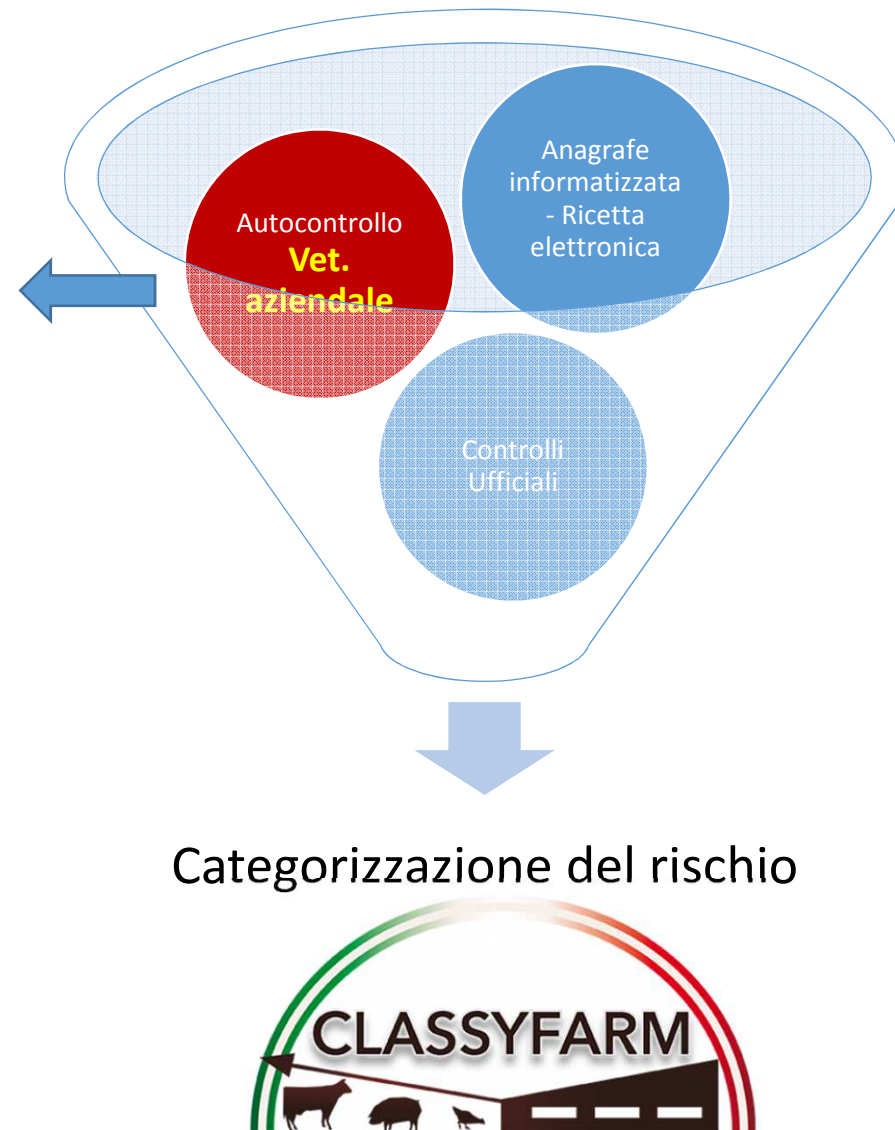 Anagrafe
informatizzata
- Ricetta
elettronica
Autocontrollo
Vet.
aziendale
Controlli
Ufficiali
Categorizzazione del rischio
CLASSYFARM